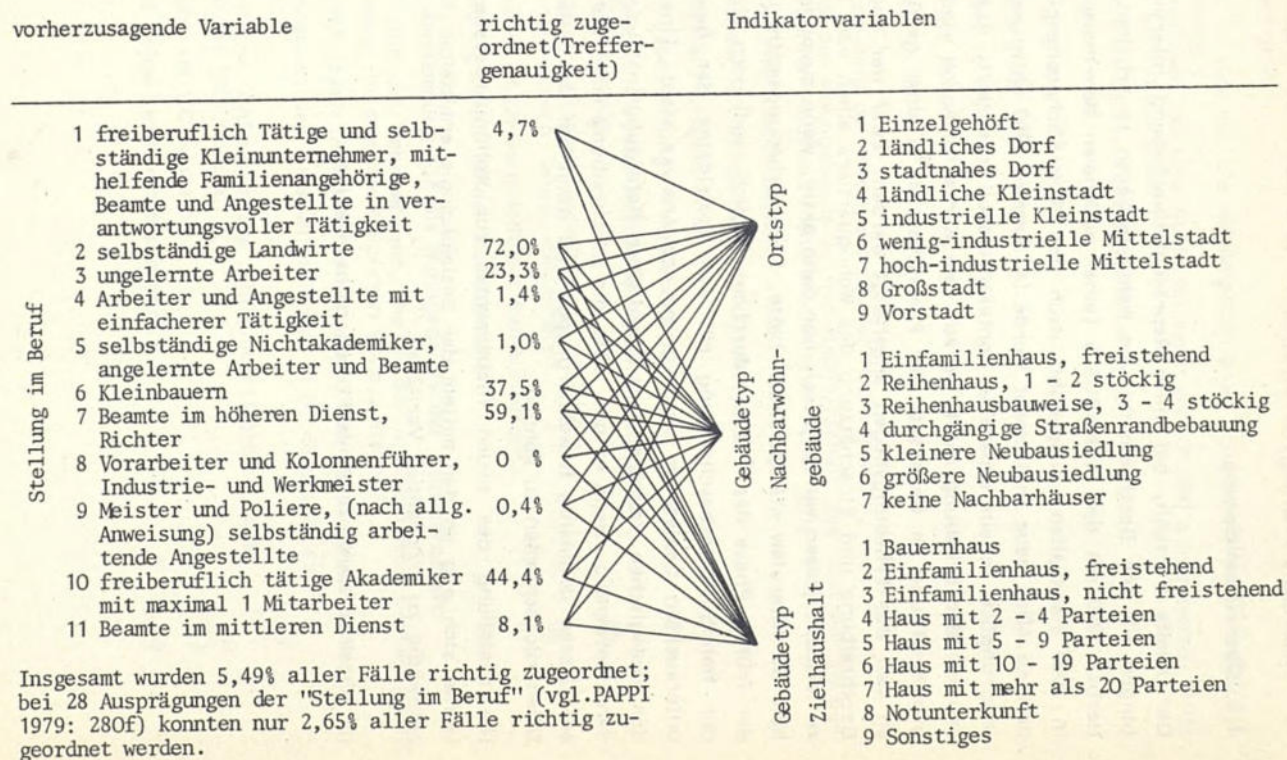 vorherzusagende Variable
richtig zuge-
ordnet(Treffer-
genauigkeit)
Indikatorvariablen
Stellung im Beruf
1 freiberuflich Tätige und selb-
ständige Kleinunternehmer, mit-
helfende Familienangehörige,
Beamte und Angestellte in ver-
antwortungsvoller Tätigkeit
4,7%
2 selbständige Landwirte 72,0%
3 ungelernte Arbeiter 23,3%
4 Arbeiter und Angestellte mit 1,4%
einfacherer Tätigkeit
5 selbständige Nichtakademiker, 1,0%
angelernte Arbeiter und Beamte
6 Kleinbauern 37,5%
7 Beamte im höheren Dienst, 59,1%
Richter
8 Vorarbeiter und Kolonnenführer, 0 %
Industrie- und Werkmeister
9 Meister und Poliere, (nach allg. 0,4%
Anweisung) selbständig arbei-
tende Angestellte
10 freiberuflich tätige Akademiker 44,4%
mit maximal 1 Mitarbeiter
11 Beamte im mittleren Dienst 8,1%
Ortstyp
1 Einzelgehöft
2 ländliches Dorf
3 stadtnahes Dorf
4 ländliche Kleinstadt
5 industrielle Kleinstadt
6 wenig-industrielle Mittelstadt
7 hoch-industrielle Mittelstadt
8 Großstadt
9 Vorstadt
Gebäudetyp
Nachbarwohn-
gebäude
1 Einfamilienhaus, freistehend
2 Reihenhaus, 1 - 2 stöckig
3 Reihenhausbauweise, 3 - 4 stöckig
4 durchgängige Straßenrandbebauung
5 kleinere Neubausiedlung
6 größere Neubausiedlung
7 keine Nachbarhäuser
Gebäudetyp
Zielhaushalt
1 Bauernhaus
2 Einfamilienhaus, freistehend
3 Einfamilienhaus, nicht freistehend
4 Haus mit 2 - 4 Parteien
5 Haus mit 5 - 9 Parteien
6 Haus mit 10 - 19 Parteien
7 Haus mit mehr als 20 Parteien
8 Notunterkunft
9 Sonstiges
Insgesamt wurden 5,49% aller Fälle richtig zugeordnet;
bei 28 Ausprägungen der "Stellung im Beruf" (vgl.PAPPI
1979: 280f) konnten nur 2,65% aller Fälle richtig zu-
geordnet werden.